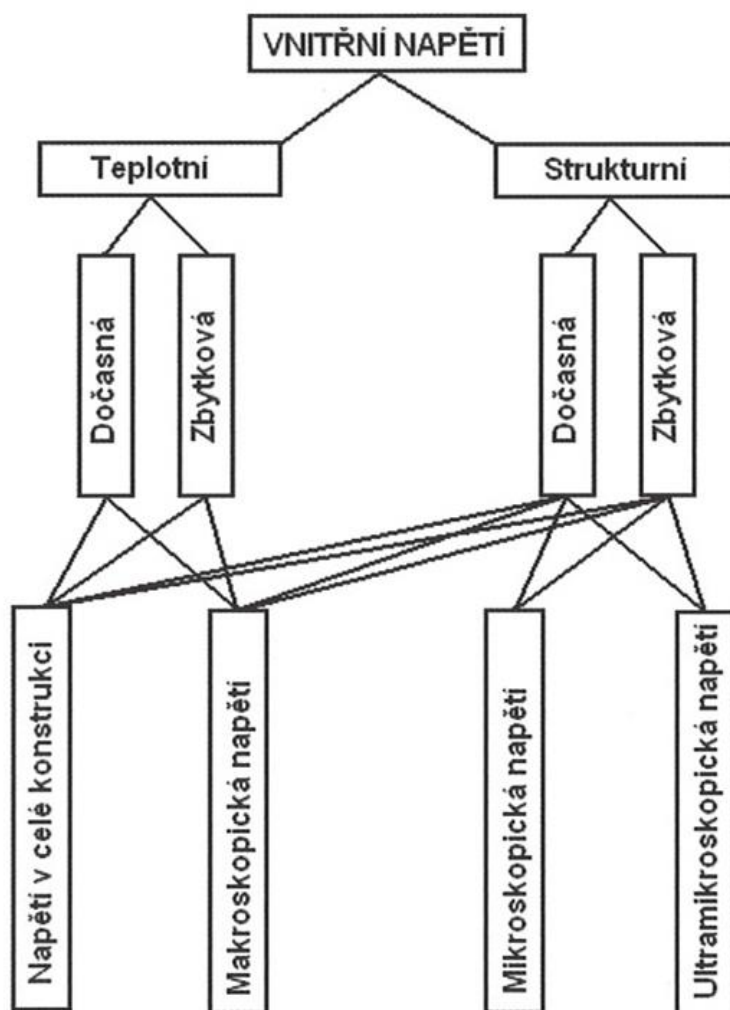 VNITŘNÍ NAPĚTÍ
Teplotní
Strukturní
Dočasná
Zbytková
Dočasná
Zbytková
Napětí v celé konstrukci
Makroskopická napětí
Mikroskopická napětí
Ultramikroskopická napětí